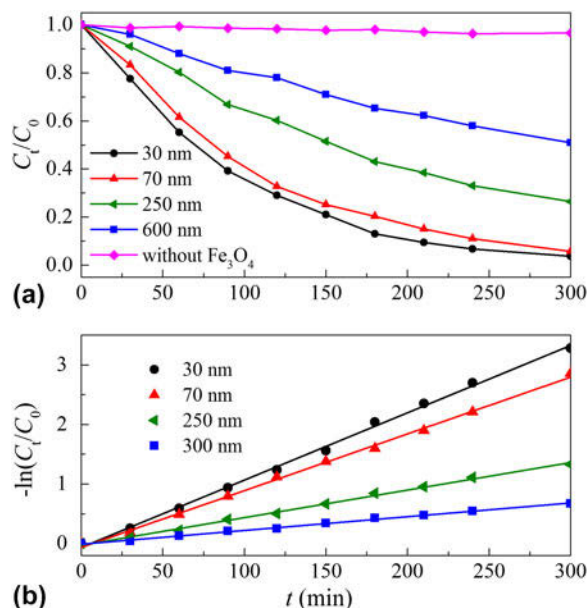 1.0
0.8
0.6
0.4
0.2
0.0
Cₜ/C₀
30 nm
70 nm
250 nm
600 nm
without Fe₃O₄
0 50 100 150 200 250 300
(a)
3
2
1
0
-ln(Cₜ/C₀)
30 nm
70 nm
250 nm
300 nm
0 50 100 150 200 250 300
(b)
t (min)